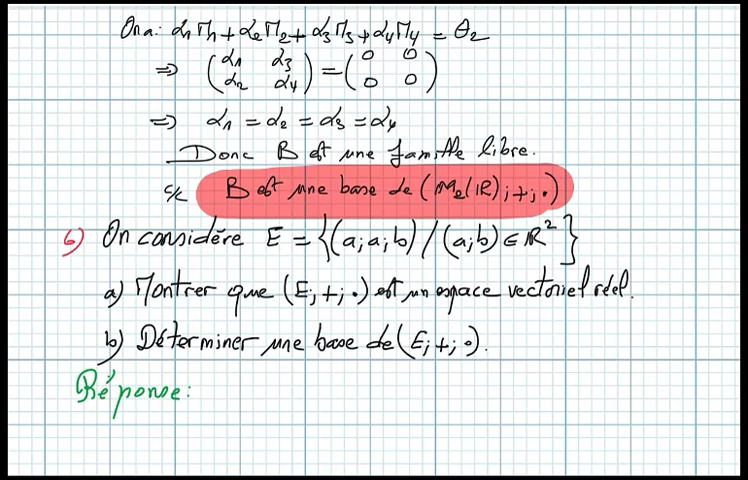 On a: α₁M₁+α₂M₂+α₃M₃+α₄M₄ = θ₂
⇒ (α₁ α₃
α₂ α₄) = (0 0
0 0)
⇒ α₁ = α₂ = α₃ = α₄
Donc B est une famille libre.
c/c B est une base de (M₂(IR);+;.)
6) On considère E = {(a;a;b)/(a;b)∈IR²}
a) Montrer que (E;+;.) est un espace vectoriel réel.
b) Déterminer une base de (E;+;.).
Réponse: